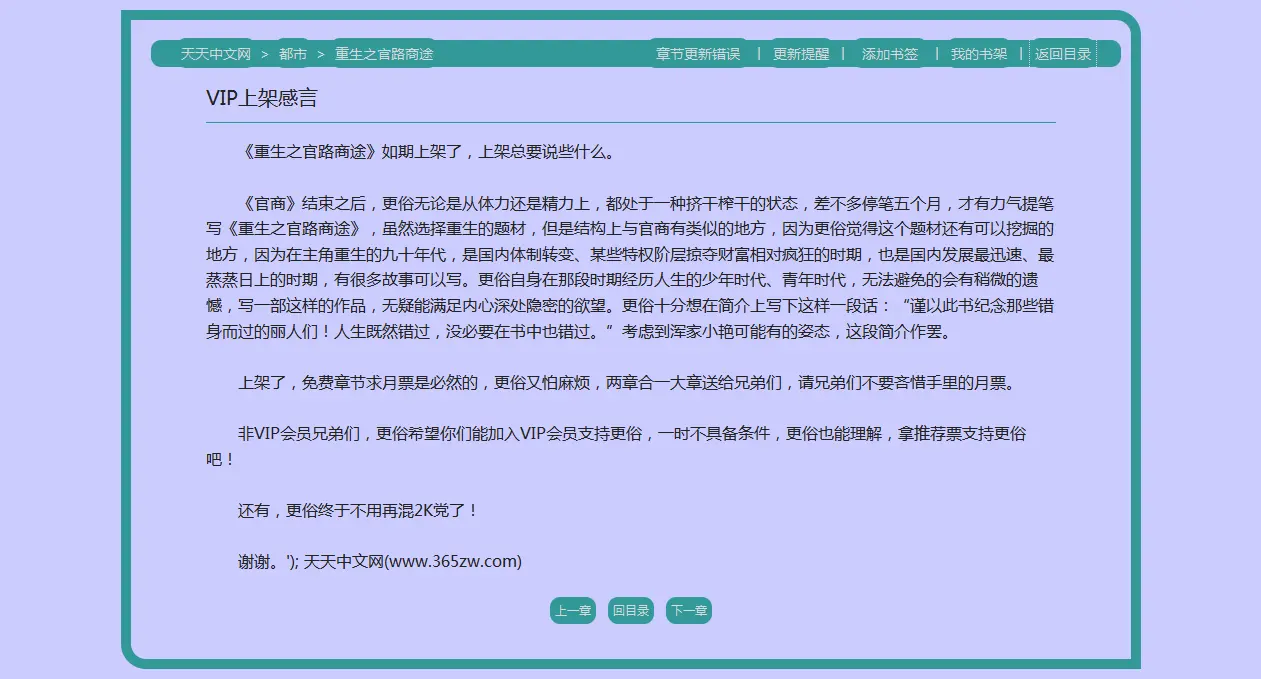 天天中文网 > 都市 > 重生之官路商途 章节更新错误 | 更新提醒 | 添加书签 | 我的书架 | 返回目录
VIP上架感言
《重生之官路商途》如期上架了，上架总要说些什么。
《官商》结束之后，更俗无论是从体力还是精力上，都处于一种挤干榨干的状态，差不多停笔五个月，才有力气提笔
写《重生之官路商途》，虽然选择重生的题材，但是结构上与官商有类似的地方，因为更俗觉得这个题材还有可以挖掘的
地方，因为在主角重生的九十年代，是国内体制转变、某些特权阶层掠夺财富相对疯狂的时期，也是国内发展最迅速、最
蒸蒸日上的时期，有很多故事可以写。更俗自身在那段时期经历人生的少年时代、青年时代，无法避免的会有稍微的遗
憾，写一部这样的作品，无疑能满足内心深处隐密的欲望。更俗十分想在简介上写下这样一段话：“谨以此书纪念那些错
身而过的丽人们！人生既然错过，没必要在书中也错过。”考虑到浑家小艳可能有的姿态，这段简介作罢。
上架了，免费章节求月票是必然的，更俗又怕麻烦，两章合一大章送给兄弟们，请兄弟们不要吝惜手里的月票。
非VIP会员兄弟们，更俗希望你们能加入VIP会员支持更俗，一时不具备条件，更俗也能理解，拿推荐票支持更俗
吧！
还有，更俗终于不用再混2K党了！
谢谢。'); 天天中文网(www.365zw.com)
上一章 回目录 下一章